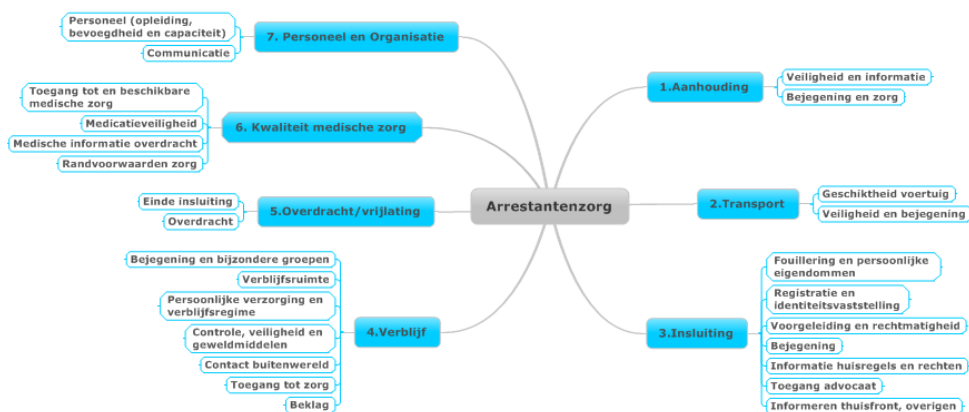 Arrestantenzorg
1.Aanhouding
Veiligheid en informatie
Bejegening en zorg
2.Transport
Geschiktheid voertuig
Veiligheid en bejegening
3.Insluiting
Fouillering en persoonlijke
eigendommen
Registratie en
identiteitsvaststelling
Voorgeleiding en rechtmatigheid
Bejegening
Informatie huisregels en rechten
Toegang advocaat
Informeren thuisfront, overigen
4.Verblijf
Bejegening en bijzondere groepen
Verblijfsruimte
Persoonlijke verzorging en
verblijfsregime
Controle, veiligheid en
geweldmiddelen
Contact buitenwereld
Toegang tot zorg
Beklag
5.Overdracht/vrijlating
Einde insluiting
Overdracht
6. Kwaliteit medische zorg
Toegang tot en beschikbare
medische zorg
Medicatieveiligheid
Medische informatie overdracht
Randvoorwaarden zorg
7. Personeel en Organisatie
Personeel (opleiding,
bevoegdheid en capaciteit)
Communicatie